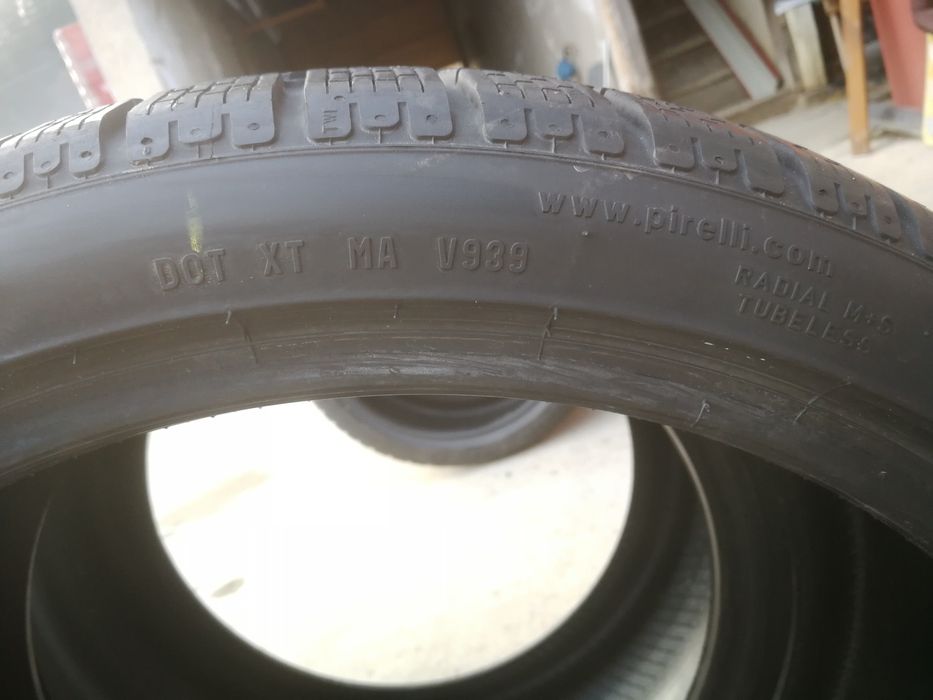 TWI
www.pirelli.com
DOT XT MA V939
RADIAL M+S
TUBELESS